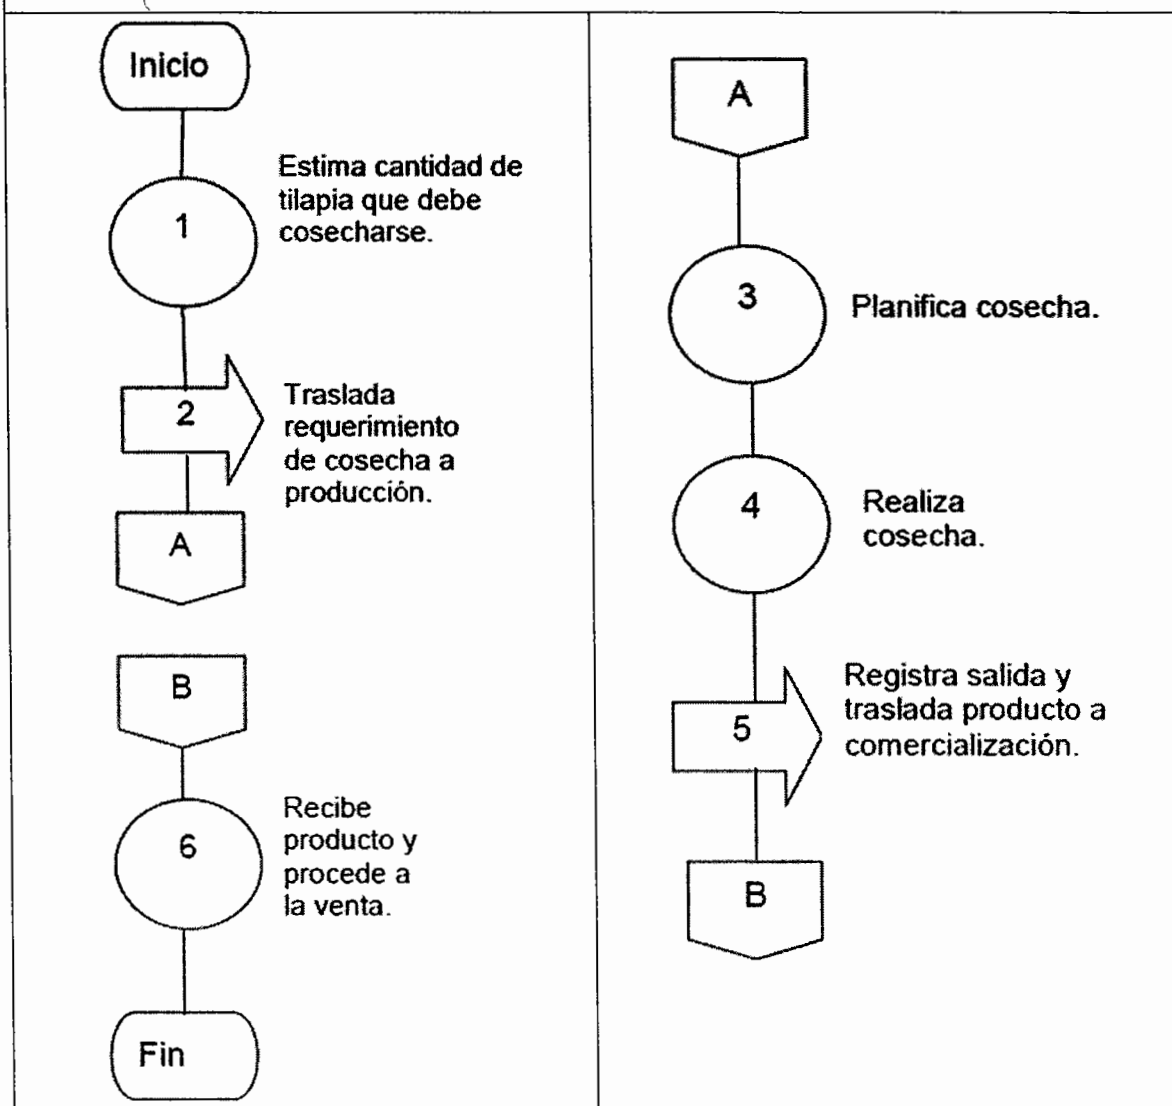 Inicio
1
Estima cantidad de
tilapia que debe
cosecharse.
2
Traslada
requerimiento
de cosecha a
producción.
A
B
6
Recibe
producto y
procede a
la venta.
Fin
A
3
Planifica cosecha.
4
Realiza
cosecha.
5
Registra salida y
traslada producto a
comercialización.
B